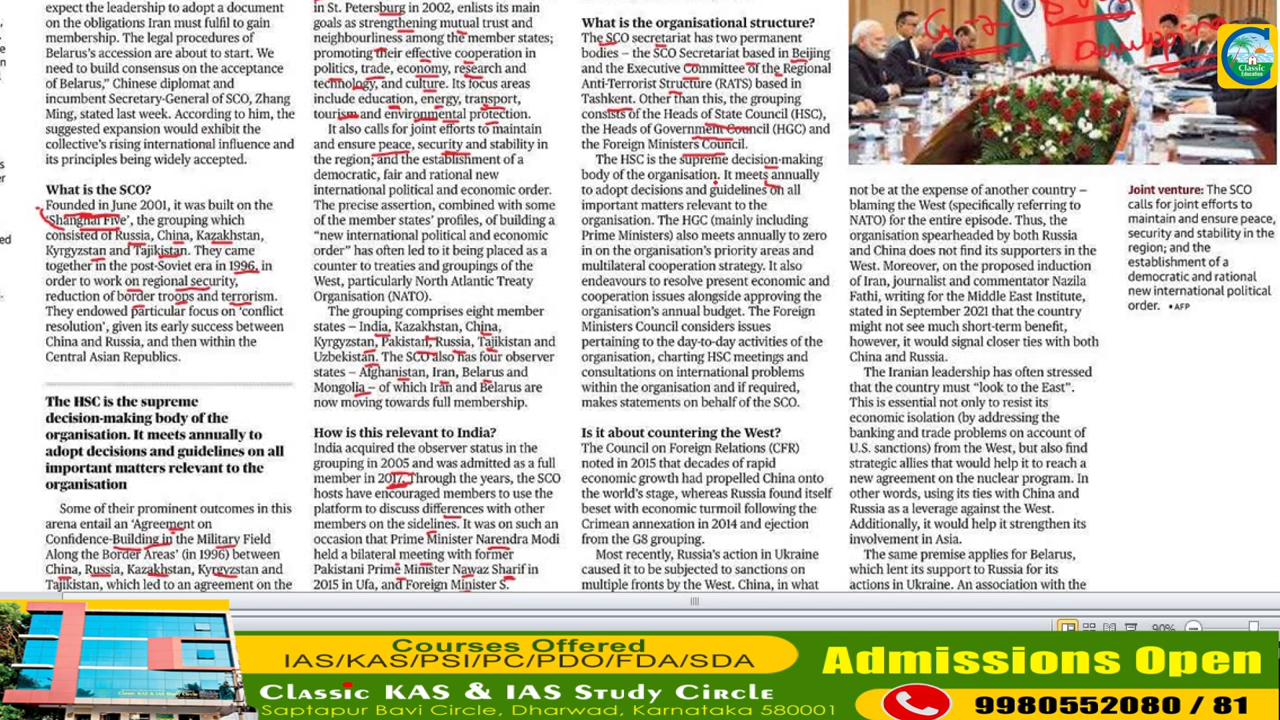 expect the leadership to adopt a document
on the obligations Iran must fulfil to gain
membership. The legal procedures of
Belarus's accession are about to start. We
need to build consensus on the acceptance
of Belarus," Chinese diplomat and
incumbent Secretary-General of SCO, Zhang
Ming, stated last week. According to him, the
suggested expansion would exhibit the
collective's rising international influence and
its principles being widely accepted.
What is the SCO?
Founded in June 2001, it was built on the
'Shanghai Five', the grouping which
consisted of Russia, China, Kazakhstan,
Kyrgyzstan and Tajikistan. They came
together in the post-Soviet era in 1996, in
order to work on regional security,
reduction of border troops and terrorism.
They endowed particular focus on 'conflict
resolution', given its early success between
China and Russia, and then within the
Central Asian Republics.
The HSC is the supreme
decision-making body of the
organisation. It meets annually to
adopt decisions and guidelines on all
important matters relevant to the
organisation
Some of their prominent outcomes in this
arena entail an 'Agreement on
Confidence-Building in the Military Field
Along the Border Areas' (in 1996) between
China, Russia, Kazakhstan, Kyrgyzstan and
Tajikistan, which led to an agreement on the
in St. Petersburg in 2002, enlists its main
goals as strengthening mutual trust and
neighbourliness among the member states;
promoting their effective cooperation in
politics, trade, economy, research and
technology, and culture. Its focus areas
include education, energy, transport,
tourism and environmental protection.
It also calls for joint efforts to maintain
and ensure peace, security and stability in
the region; and the establishment of a
democratic, fair and rational new
international political and economic order.
The precise assertion, combined with some
of the member states' profiles, of building a
"new international political and economic
order" has often led to it being placed as a
counter to treaties and groupings of the
West, particularly North Atlantic Treaty
Organisation (NATO).
The grouping comprises eight member
states – India, Kazakhstan, China,
Kyrgyzstan, Pakistan, Russia, Tajikistan and
Uzbekistan. The SCO also has four observer
states – Afghanistan, Iran, Belarus and
Mongolia – of which Iran and Belarus are
now moving towards full membership.
How is this relevant to India?
India acquired the observer status in the
grouping in 2005 and was admitted as a full
member in 2017. Through the years, the SCO
hosts have encouraged members to use the
platform to discuss differences with other
members on the sidelines. It was on such an
occasion that Prime Minister Narendra Modi
held a bilateral meeting with former
Pakistani Prime Minister Nawaz Sharif in
2015 in Ufa, and Foreign Minister S.
What is the organisational structure?
The SCO secretariat has two permanent
bodies – the SCO Secretariat based in Beijing
and the Executive Committee of the Regional
Anti-Terrorist Structure (RATS) based in
Tashkent. Other than this, the grouping
consists of the Heads of State Council (HSC),
the Heads of Government Council (HGC) and
the Foreign Ministers Council.
The HSC is the supreme decision-making
body of the organisation. It meets annually
to adopt decisions and guidelines on all
important matters relevant to the
organisation. The HGC (mainly including
Prime Ministers) also meets annually to zero
in on the organisation's priority areas and
multilateral cooperation strategy. It also
endeavours to resolve present economic and
cooperation issues alongside approving the
organisation's annual budget. The Foreign
Ministers Council considers issues
pertaining to the day-to-day activities of the
organisation, charting HSC meetings and
consultations on international problems
within the organisation and if required,
makes statements on behalf of the SCO.
Is it about countering the West?
The Council on Foreign Relations (CFR)
noted in 2015 that decades of rapid
economic growth had propelled China onto
the world's stage, whereas Russia found itself
beset with economic turmoil following the
Crimean annexation in 2014 and ejection
from the G8 grouping.
Most recently, Russia's action in Ukraine
caused it to be subjected to sanctions on
multiple fronts by the West. China, in what
not be at the expense of another country –
blaming the West (specifically referring to
NATO) for the entire episode. Thus, the
organisation spearheaded by both Russia
and China does not find its supporters in the
West. Moreover, on the proposed induction
of Iran, journalist and commentator Nazila
Fathi, writing for the Middle East Institute,
stated in September 2021 that the country
might not see much short-term benefit,
however, it would signal closer ties with both
China and Russia.
The Iranian leadership has often stressed
that the country must "look to the East".
This is essential not only to resist its
economic isolation (by addressing the
banking and trade problems on account of
U.S. sanctions) from the West, but also find
strategic allies that would help it to reach a
new agreement on the nuclear program. In
other words, using its ties with China and
Russia as a leverage against the West.
Additionally, it would help it strengthen its
involvement in Asia.
The same premise applies for Belarus,
which lent its support to Russia for its
actions in Ukraine. An association with the
Joint venture: The SCO
calls for joint efforts to
maintain and ensure peace,
security and stability in the
region; and the
establishment of a
democratic and rational
new international political
order. • AFP
Classic
Education
90%
Courses Offered
IAS/KAS/PSI/PC/PDO/FDA/SDA
Classic KAS & IAS Study Circle
Saptapur Bavi Circle, Dharwad, Karnataka 580001
Admissions Open
9980552080 / 81